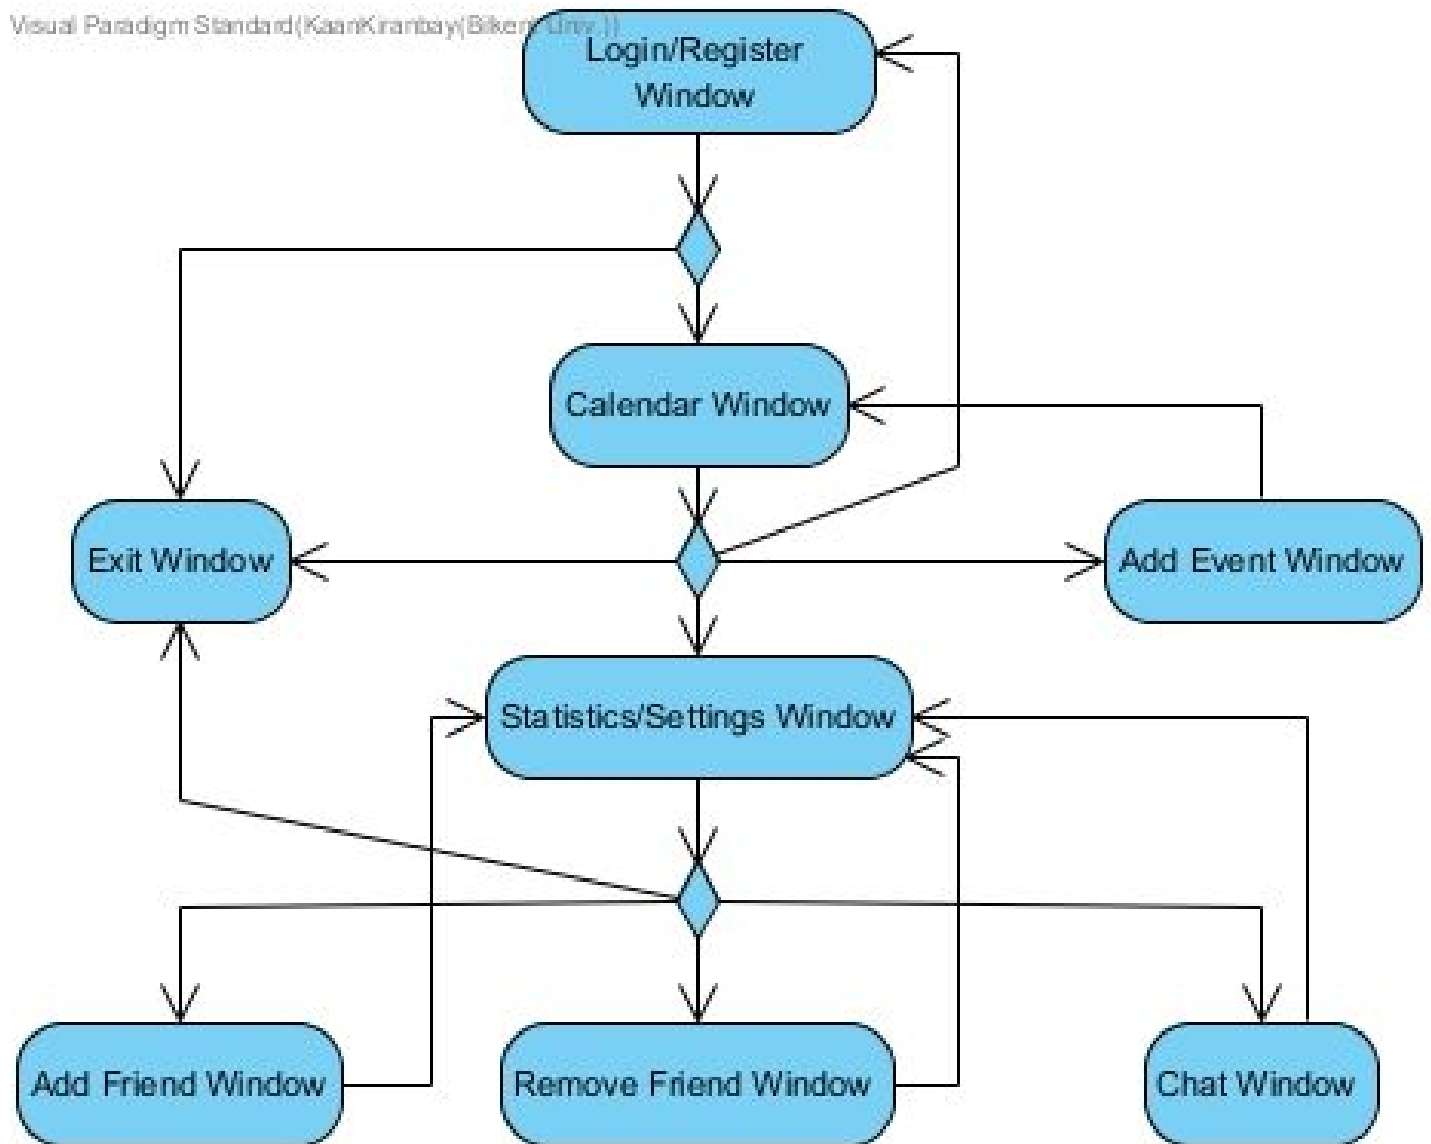 Visual Paradigm Standard(KaanKiranbay(Bilkent Univ.))
Login/Register
Window
Calendar Window
Exit Window
Add Event Window
Statistics/Settings Window
Add Friend Window
Remove Friend Window
Chat Window